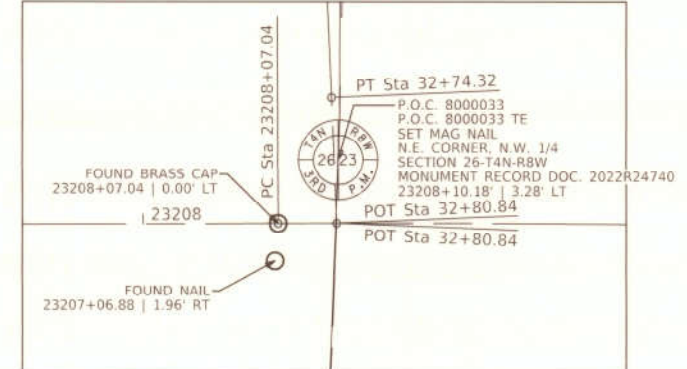 PC Sta 23208+07.04
PT Sta 32+74.32
P.O.C. 8000033
P.O.C. 8000033 TE
SET MAG NAIL
N.E. CORNER, N.W. 1/4
SECTION 26-T4N-R8W
MONUMENT RECORD DOC. 2022R24740
23208+10.18' | 3.28' LT
T4N R8W
26 23
3RD P.M.
FOUND BRASS CAP
23208+07.04 | 0.00' LT
23208
POT Sta 32+80.84
POT Sta 32+80.84
FOUND NAIL
23207+06.88 | 1.96' RT